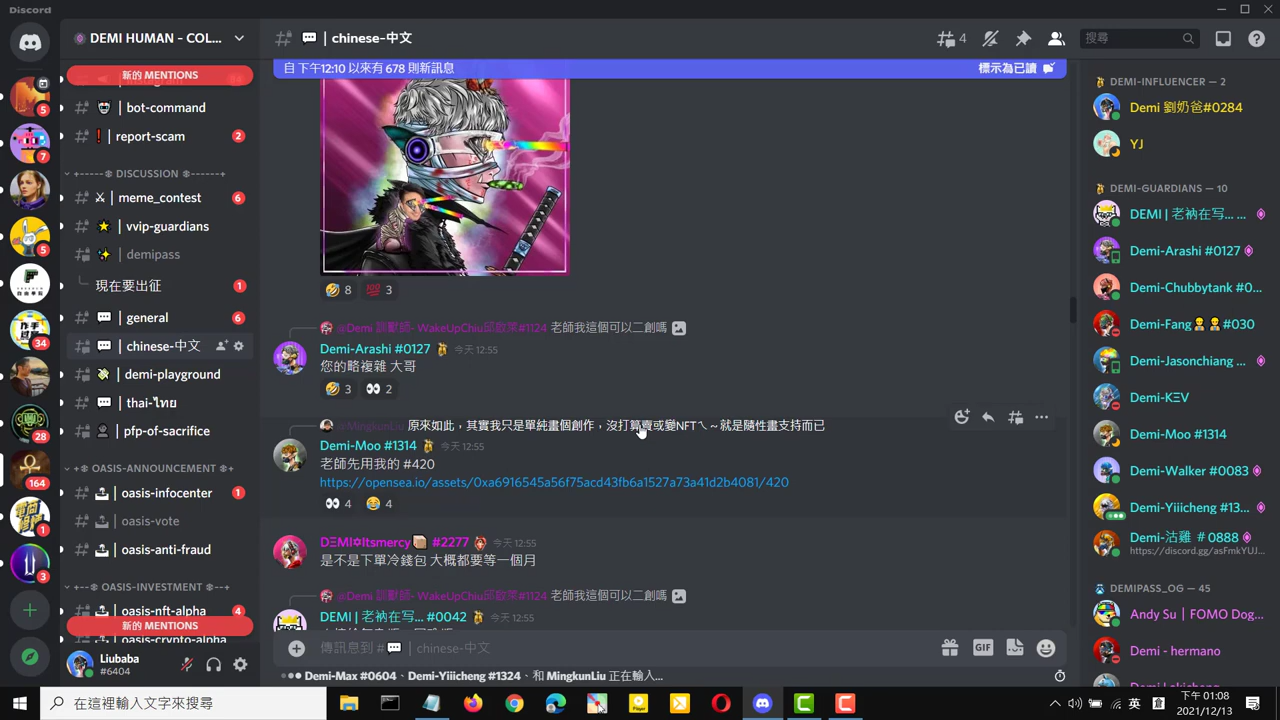 Discord
DEMI HUMAN - COL...
新的 MENTIONS
bot-command
report-scam
2
DISCUSSION
meme_contest
6
vvip-guardians
demipass
現在要出征
1
general
6
chinese-中文
demi-playground
thai-ไทย
pfp-of-sacrifice
OASIS-ANNOUNCEMENT
oasis-infocenter
1
oasis-vote
oasis-anti-fraud
OASIS-INVESTMENT
oasis-nft-alpha
4
新的 MENTIONS
oasis-crypto-alpha
Liubaba
#6404
5
7
5
34
28
164
1
3
chinese-中文
4
搜尋
自 下午12:10 以來有 678 則新訊息
標示為已讀
8
100
3
老師我這個可以二創嗎
Demi-Arashi #0127 今天 12:55
您的略複雜 大哥
3
2
@MingkunLiu 原來如此，其實我只是單純畫個創作，沒打算賣或變NFTㄟ～就是隨性畫支持而已
Demi-Moo #1314 今天 12:55
老師先用我的 #420
https://opensea.io/assets/0xa6916545a56f75acd43fb6a1527a73a41d2b4081/420
4
4
DΞMI✡Itsmercy #2277 今天 12:55
是不是下單冷錢包 大概都要等一個月
老師我這個可以二創嗎
DEMI | 老衲在写... #0042 今天 12:55
傳訊息到 # | chinese-中文
GIF
Demi-Max #0604、Demi-Yiiicheng #1324、和 MingkunLiu 正在輸入...
DEMI-INFLUENCER — 2
Demi 劉奶爸#0284
YJ
DEMI-GUARDIANS — 10
DEMI | 老衲在写... ...
Demi-Arashi #0127
Demi-Chubbytank #0...
Demi-Fang #030
Demi-Jasonchiang ...
Demi-KΞV
Demi-Moo #1314
Demi-Walker #0083
Demi-Yiiicheng #13...
Demi-沽雞 ＃0888
https://discord.gg/asFmkYUJ...
DEMIPASS_OG — 45
Andy Su｜FOMO Dog...
Demi - hermano
在這裡輸入文字來搜尋
英
下午 01:08
2021/12/13